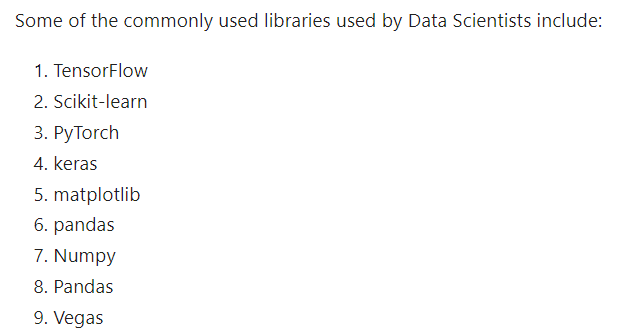 Some of the commonly used libraries used by Data Scientists include:
1. TensorFlow
2. Scikit-learn
3. PyTorch
4. keras
5. matplotlib
6. pandas
7. Numpy
8. Pandas
9. Vegas